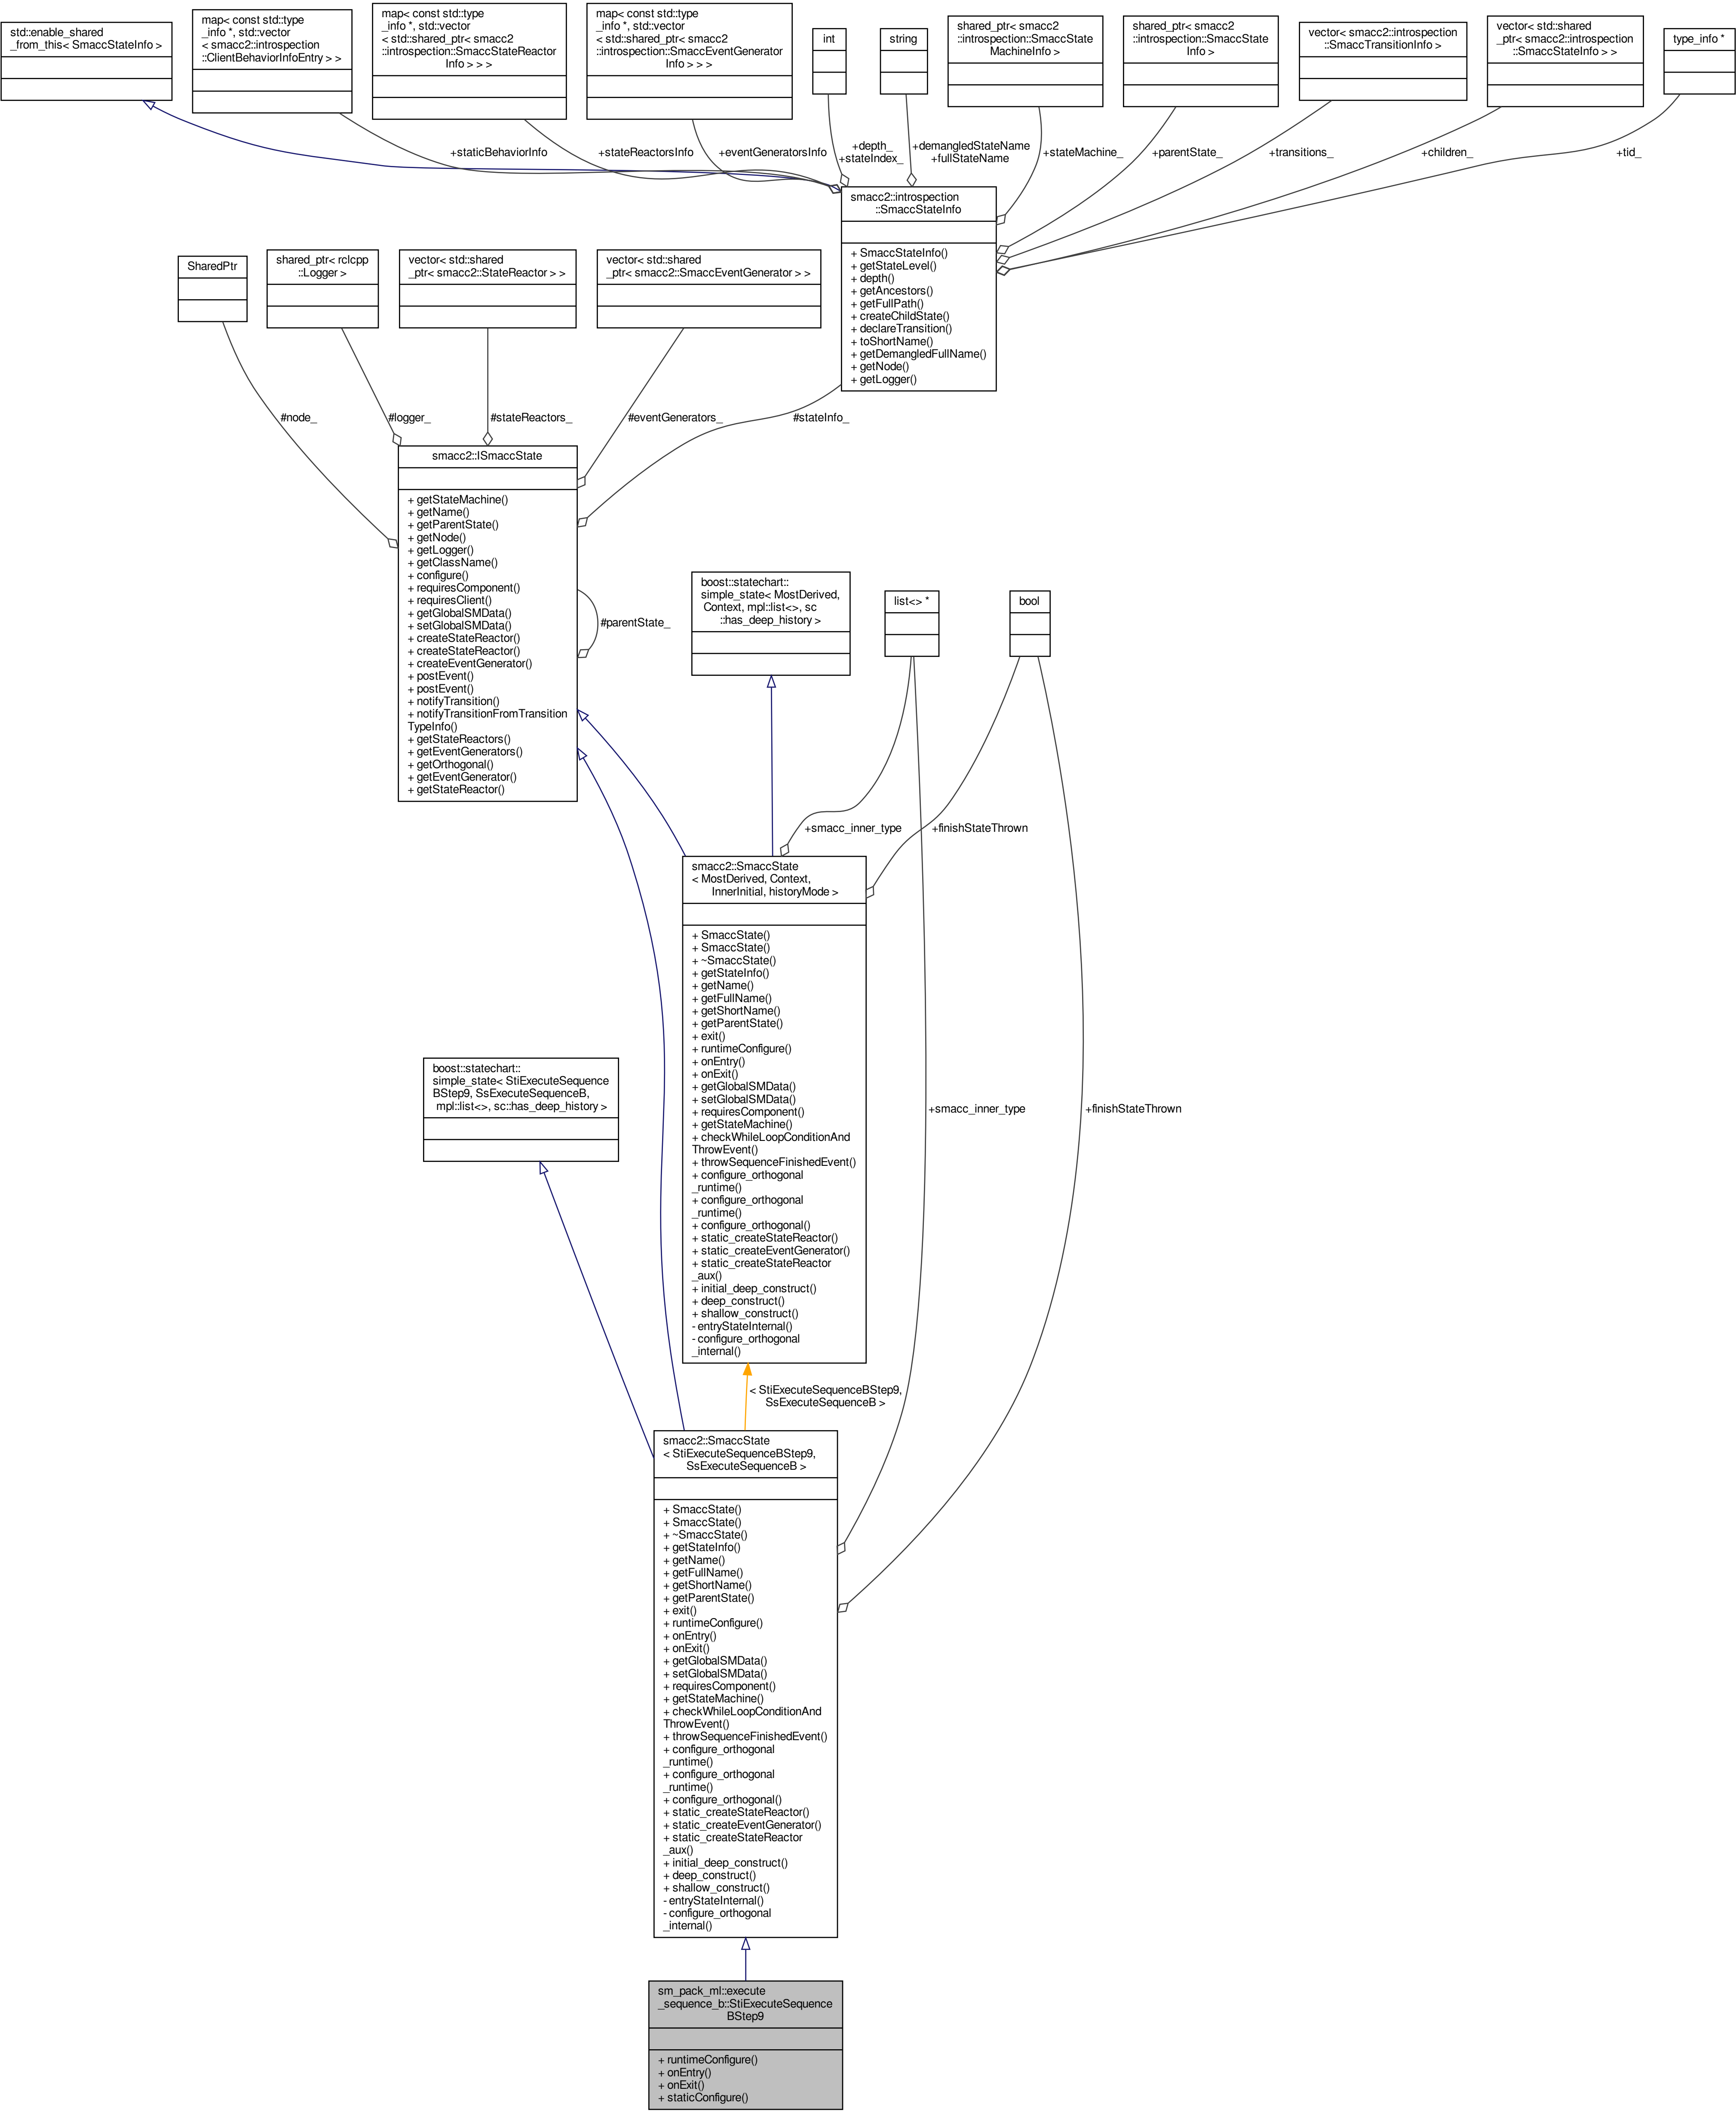 std::enable_shared
_from_this< SmaccStateInfo >
map< const std::type
_info *, std::vector
< smacc2::introspection
::ClientBehaviorInfoEntry > >
map< const std::type
_info *, std::vector
< std::shared_ptr< smacc2
::introspection::SmaccStateReactor
Info > > >
map< const std::type
_info *, std::vector
< std::shared_ptr< smacc2
::introspection::SmaccEventGenerator
Info > > >
int
string
shared_ptr< smacc2
::introspection::SmaccState
MachineInfo >
shared_ptr< smacc2
::introspection::SmaccState
Info >
vector< smacc2::introspection
::SmaccTransitionInfo >
vector< std::shared
_ptr< smacc2::introspection
::SmaccStateInfo > >
type_info *
+staticBehaviorInfo
+stateReactorsInfo
+eventGeneratorsInfo
+depth_
+stateIndex_
+demangledStateName
+fullStateName
+stateMachine_
+parentState_
+transitions_
+children_
+tid_
smacc2::introspection
::SmaccStateInfo
+ SmaccStateInfo()
+ getStateLevel()
+ depth()
+ getAncestors()
+ getFullPath()
+ createChildState()
+ declareTransition()
+ toShortName()
+ getDemangledFullName()
+ getNode()
+ getLogger()
SharedPtr
shared_ptr< rclcpp
::Logger >
vector< std::shared
_ptr< smacc2::StateReactor > >
vector< std::shared
_ptr< smacc2::SmaccEventGenerator > >
#node_
#logger_
#stateReactors_
#eventGenerators_
#stateInfo_
smacc2::ISmaccState
+ getStateMachine()
+ getName()
+ getParentState()
+ getNode()
+ getLogger()
+ getClassName()
+ configure()
+ requiresComponent()
+ requiresClient()
+ getGlobalSMData()
+ setGlobalSMData()
+ createStateReactor()
+ createStateReactor()
+ createEventGenerator()
+ postEvent()
+ postEvent()
+ notifyTransition()
+ notifyTransitionFromTransition
TypeInfo()
+ getStateReactors()
+ getEventGenerators()
+ getOrthogonal()
+ getEventGenerator()
+ getStateReactor()
#parentState_
boost::statechart::
simple_state< MostDerived,
Context, mpl::list<>, sc
::has_deep_history >
list<> *
bool
+smacc_inner_type
+finishStateThrown
smacc2::SmaccState
< MostDerived, Context,
InnerInitial, historyMode >
+ SmaccState()
+ SmaccState()
+ ~SmaccState()
+ getStateInfo()
+ getName()
+ getFullName()
+ getShortName()
+ getParentState()
+ exit()
+ runtimeConfigure()
+ onEntry()
+ onExit()
+ getGlobalSMData()
+ setGlobalSMData()
+ requiresComponent()
+ getStateMachine()
+ checkWhileLoopConditionAnd
ThrowEvent()
+ throwSequenceFinishedEvent()
+ configure_orthogonal
_runtime()
+ configure_orthogonal
_runtime()
+ configure_orthogonal()
+ static_createStateReactor()
+ static_createEventGenerator()
+ static_createStateReactor
_aux()
+ initial_deep_construct()
+ deep_construct()
+ shallow_construct()
- entryStateInternal()
- configure_orthogonal
_internal()
boost::statechart::
simple_state< StiExecuteSequence
BStep9, SsExecuteSequenceB,
mpl::list<>, sc::has_deep_history >
+smacc_inner_type
+finishStateThrown
< StiExecuteSequenceBStep9,
SsExecuteSequenceB >
smacc2::SmaccState
< StiExecuteSequenceBStep9,
SsExecuteSequenceB >
+ SmaccState()
+ SmaccState()
+ ~SmaccState()
+ getStateInfo()
+ getName()
+ getFullName()
+ getShortName()
+ getParentState()
+ exit()
+ runtimeConfigure()
+ onEntry()
+ onExit()
+ getGlobalSMData()
+ setGlobalSMData()
+ requiresComponent()
+ getStateMachine()
+ checkWhileLoopConditionAnd
ThrowEvent()
+ throwSequenceFinishedEvent()
+ configure_orthogonal
_runtime()
+ configure_orthogonal
_runtime()
+ configure_orthogonal()
+ static_createStateReactor()
+ static_createEventGenerator()
+ static_createStateReactor
_aux()
+ initial_deep_construct()
+ deep_construct()
+ shallow_construct()
- entryStateInternal()
- configure_orthogonal
_internal()
sm_pack_ml::execute
_sequence_b::StiExecuteSequence
BStep9
+ runtimeConfigure()
+ onEntry()
+ onExit()
+ staticConfigure()